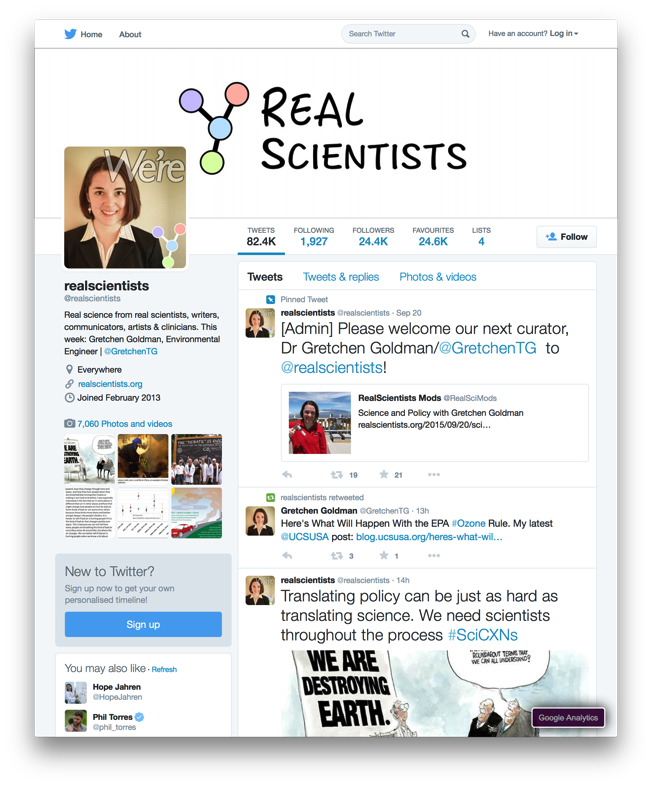 Home
About
Search Twitter
Have an account? Log in
REAL
SCIENTISTS
We're
TWEETS
82.4K
FOLLOWING
1,927
FOLLOWERS
24.4K
FAVOURITES
24.6K
LISTS
4
Follow
realscientists
@realscientists
Real science from real scientists, writers,
communicators, artists & clinicians. This
week: Gretchen Goldman, Environmental
Engineer | @GretchenTG
Everywhere
realscientists.org
Joined February 2013
7,060 Photos and videos
EARTH.
New to Twitter?
Sign up now to get your own
personalised timeline!
Sign up
You may also like · Refresh
Hope Jahren
@HopeJahren
Phil Torres
@phil_torres
Tweets
Tweets & replies
Photos & videos
Pinned Tweet
realscientists @realscientists · Sep 20
[Admin] Please welcome our next curator,
Dr Gretchen Goldman/@GretchenTG to
@realscientists!
RealScientists Mods @RealSciMods
Science and Policy with Gretchen Goldman
realscientists.org/2015/09/20/sci…
19
21
realscientists retweeted
Gretchen Goldman @GretchenTG · 13h
Here's What Will Happen With the EPA #Ozone Rule. My latest
@UCSUSA post: blog.ucsusa.org/heres-what-wil…
3
1
realscientists @realscientists · 14h
Translating policy can be just as hard as
translating science. We need scientists
throughout the process #SciCXNs
WE ARE
DESTROYING
EARTH.
ROUNDABOUT TERMS THAT
WE CAN ALL UNDERSTAND?
Google Analytics